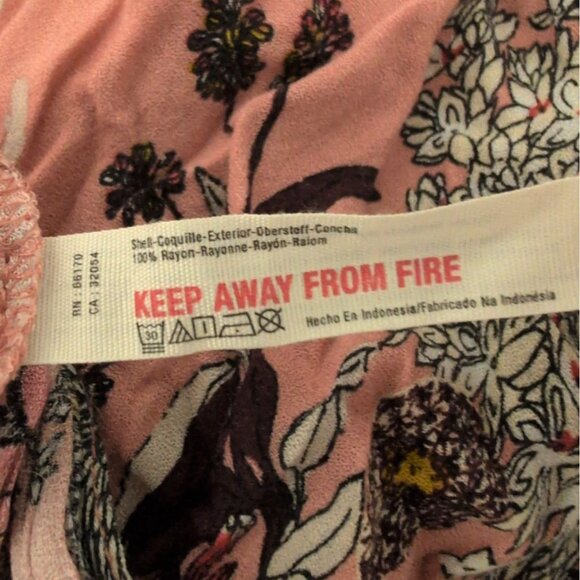 RN : 86170
CA : 32054
Shell-Coquille-Exterior-Oberstoff-Concha
100% Rayon-Rayonne-Rayón-Raiom
KEEP AWAY FROM FIRE
30
Hecho En Indonesia/Fabricado Na Indonésia